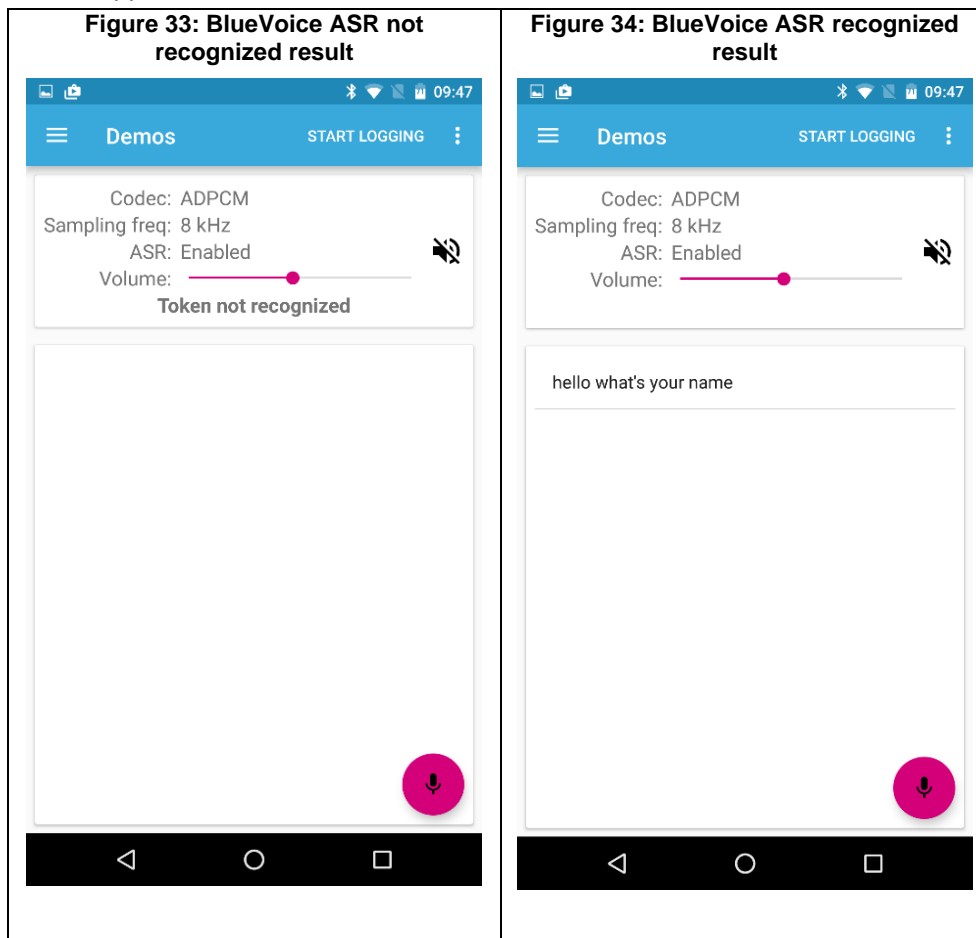 Figure 33: BlueVoice ASR not
recognized result
09:47
Demos START LOGGING
Codec: ADPCM
Sampling freq: 8 kHz
ASR: Enabled
Volume:
Token not recognized
Figure 34: BlueVoice ASR recognized
result
09:47
Demos START LOGGING
Codec: ADPCM
Sampling freq: 8 kHz
ASR: Enabled
Volume:
hello what's your name